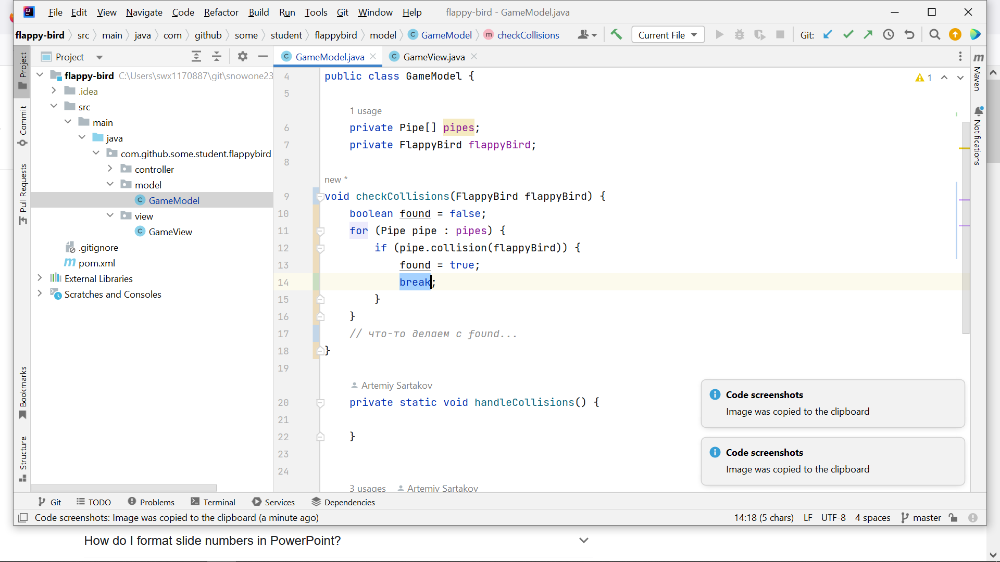 File Edit View Navigate Code Refactor Build Run Tools Git Window Help flappy-bird - GameModel.java
flappy-bird src main java com github some student flappybird model GameModel checkCollisions Current File Git:
Project
GameModel.java GameView.java
Project
Commit
Pull Requests
Bookmarks
Structure
flappy-bird C:\Users\swx1170887\git\snowone23
.idea
src
main
java
com.github.some.student.flappybird
controller
model
GameModel
view
GameView
.gitignore
pom.xml
External Libraries
Scratches and Consoles
4 public class GameModel {
5
1 usage
6 private Pipe[] pipes;
7 private FlappyBird flappyBird;
8
new *
9 void checkCollisions(FlappyBird flappyBird) {
10 boolean found = false;
11 for (Pipe pipe : pipes) {
12 if (pipe.collision(flappyBird)) {
13 found = true;
14 break;
15 }
16 }
17 // что-то делаем с found...
18 }
19
Artemiy Sartakov
20 private static void handleCollisions() {
21
22 }
23
24
3 usages Artemiy Sartakov
1
Maven
Notifications
Code screenshots
Image was copied to the clipboard
Code screenshots
Image was copied to the clipboard
Git TODO Problems Terminal Services Dependencies
Code screenshots: Image was copied to the clipboard (a minute ago) 14:18 (5 chars) LF UTF-8 4 spaces master
How do I format slide numbers in PowerPoint?